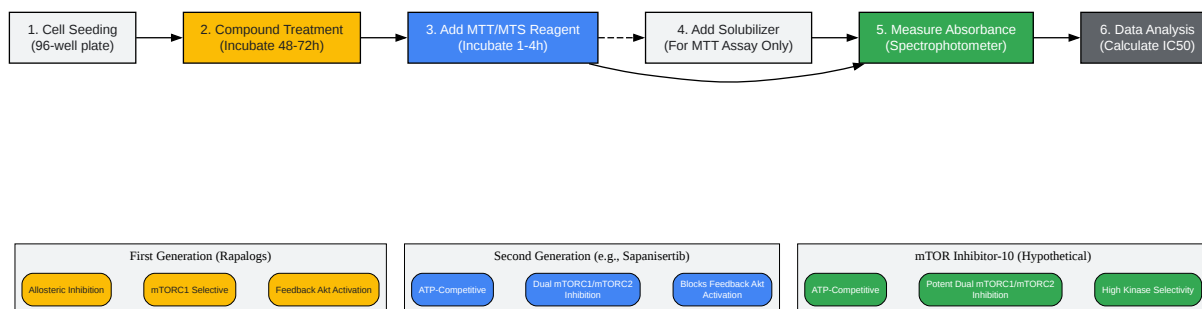 1. Cell Seeding
(96-well plate)
2. Compound Treatment
(Incubate 48-72h)
3. Add MTT/MTS Reagent
(Incubate 1-4h)
4. Add Solubilizer
(For MTT Assay Only)
5. Measure Absorbance
(Spectrophotometer)
6. Data Analysis
(Calculate IC50)
First Generation (Rapalogs)
Allosteric Inhibition
mTORC1 Selective
Feedback Akt Activation
Second Generation (e.g., Sapanisertib)
ATP-Competitive
Dual mTORC1/mTORC2
Inhibition
Blocks Feedback Akt
Activation
mTOR Inhibitor-10 (Hypothetical)
ATP-Competitive
Potent Dual mTORC1/mTORC2
Inhibition
High Kinase Selectivity